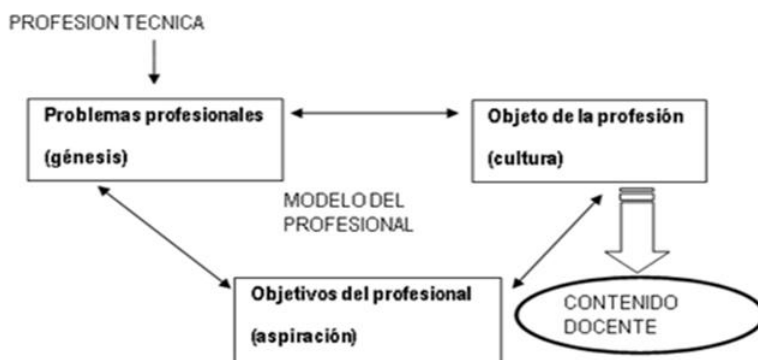 PROFESION TECNICA
Problemas profesionales
(génesis)
Objeto de la profesión
(cultura)
MODELO DEL
PROFESIONAL
Objetivos del profesional
(aspiración)
CONTENIDO
DOCENTE